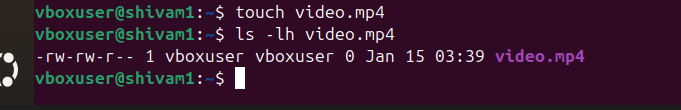 vboxuser@shivam1:~$ touch video.mp4
vboxuser@shivam1:~$ ls -lh video.mp4
-rw-rw-r-- 1 vboxuser vboxuser 0 Jan 15 03:39 video.mp4
vboxuser@shivam1:~$